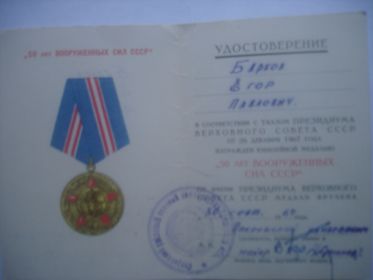 "50 ЛЕТ ВООРУЖЕННЫХ СИЛ СССР"
УДОСТОВЕРЕНИЕ
Барков
Егор
Павлович.
В СООТВЕТСТВИИ С УКАЗОМ ПРЕЗИДИУМА
ВЕРХОВНОГО СОВЕТА СССР
ОТ 26 ДЕКАБРЯ 1967 ГОДА
НАГРАЖДЕН ЮБИЛЕЙНОЙ МЕДАЛЬЮ
"50 ЛЕТ ВООРУЖЕННЫХ
СИЛ СССР"
ОТ ИМЕНИ ПРЕЗИДИУМА ВЕРХОВНОГО
СОВЕТА СССР МЕДАЛЬ ВРУЧЕНА
майор